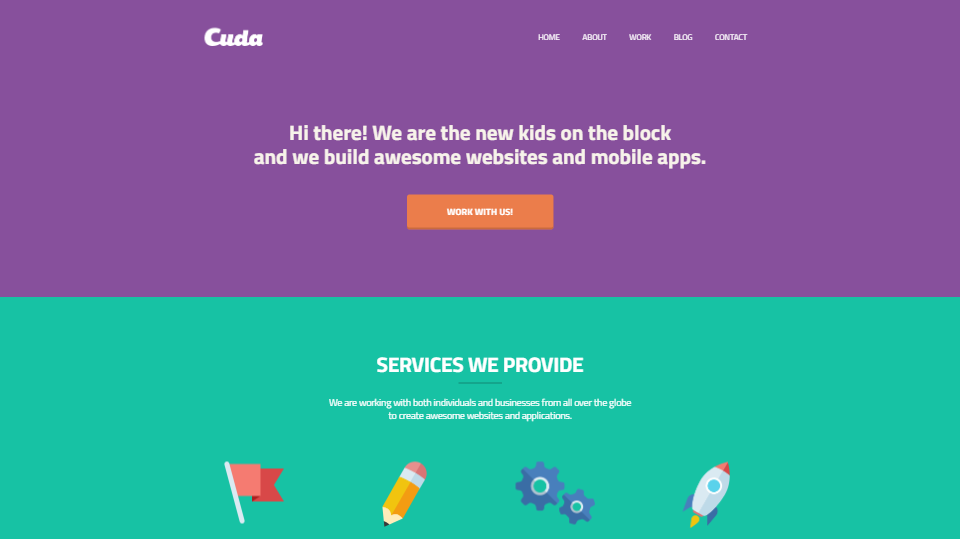 Cuda
HOME ABOUT WORK BLOG CONTACT
Hi there! We are the new kids on the block
and we build awesome websites and mobile apps.
WORK WITH US!
SERVICES WE PROVIDE
We are working with both individuals and businesses from all over the globe
to create awesome websites and applications.